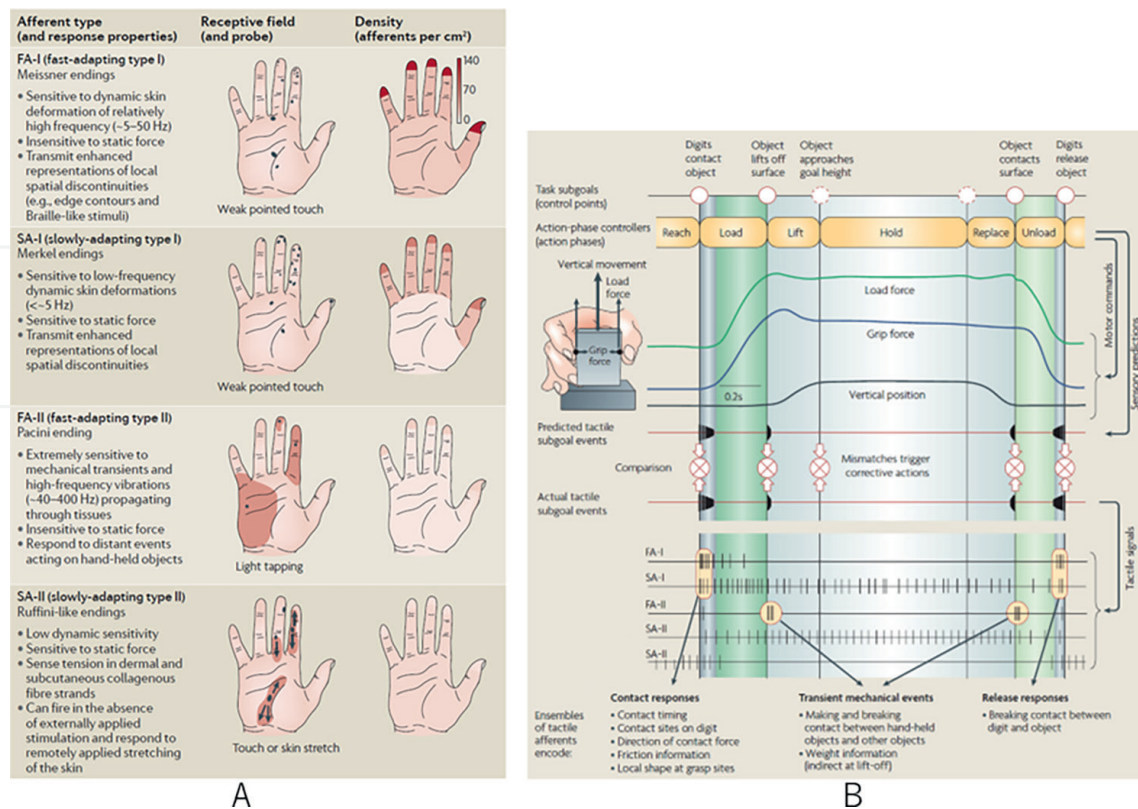 Afferent type
(and response properties)
Receptive field
(and probe)
Density
(afferents per cm²)
FA-I (fast-adapting type I)
Meissner endings
• Sensitive to dynamic skin
deformation of relatively
high frequency (~5–50 Hz)
• Insensitive to static force
• Transmit enhanced
representations of local
spatial discontinuities
(e.g., edge contours and
Braille-like stimuli)
Weak pointed touch
140
70
0
SA-I (slowly-adapting type I)
Merkel endings
• Sensitive to low-frequency
dynamic skin deformations
(<~5 Hz)
• Sensitive to static force
• Transmit enhanced
representations of local
spatial discontinuities
Weak pointed touch
FA-II (fast-adapting type II)
Pacini ending
• Extremely sensitive to
mechanical transients and
high-frequency vibrations
(~40–400 Hz) propagating
through tissues
• Insensitive to static force
• Respond to distant events
acting on hand-held objects
Light tapping
SA-II (slowly-adapting type II)
Ruffini-like endings
• Low dynamic sensitivity
• Sensitive to static force
• Sense tension in dermal and
subcutaneous collagenous
fibre strands
• Can fire in the absence
of externally applied
stimulation and respond to
remotely applied stretching
of the skin
Touch or skin stretch
A
Digits
contact
object
Object
lifts off
surface
Object
approaches
goal height
Object
contacts
surface
Digits
release
object
Task subgoals
(control points)
Action-phase controllers
(action phases)
Reach
Load
Lift
Hold
Replace
Unload
Vertical movement
Load
force
Grip
force
Load force
Grip force
0.2s
Vertical position
Motor commands
Sensory predictions
Predicted tactile
subgoal events
Comparison
Mismatches trigger
corrective actions
Actual tactile
subgoal events
FA-I
SA-I
FA-II
SA-II
SA-II
Tactile signals
Ensembles
of tactile
afferents
encode:
Contact responses
• Contact timing
• Contact sites on digit
• Direction of contact force
• Friction information
• Local shape at grasp sites
Transient mechanical events
• Making and breaking
contact between hand-held
objects and other objects
• Weight information
(indirect at lift-off)
Release responses
• Breaking contact between
digit and object
B